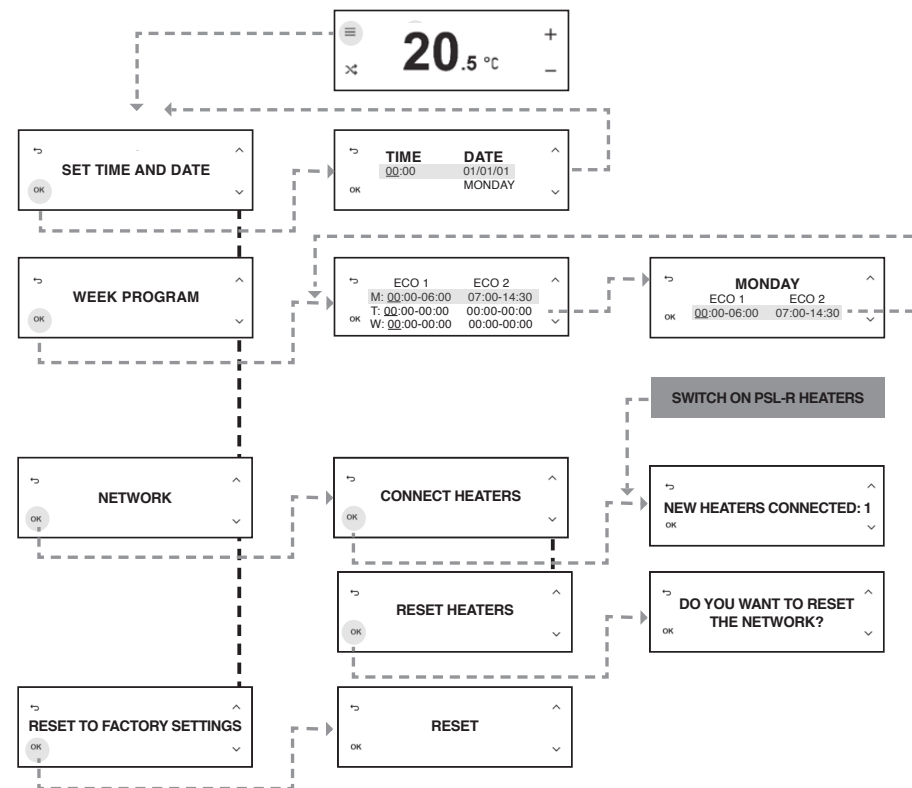 20.5 °C
+
−
SET TIME AND DATE
OK
TIME DATE
00:00 01/01/01
MONDAY
OK
WEEK PROGRAM
OK
ECO 1 ECO 2
M: 00:00-06:00 07:00-14:30
T: 00:00-00:00 00:00-00:00
W: 00:00-00:00 00:00-00:00
OK
MONDAY
ECO 1 ECO 2
00:00-06:00 07:00-14:30
OK
SWITCH ON PSL-R HEATERS
NETWORK
OK
CONNECT HEATERS
OK
NEW HEATERS CONNECTED: 1
OK
RESET HEATERS
OK
DO YOU WANT TO RESET
THE NETWORK?
OK
RESET TO FACTORY SETTINGS
OK
RESET
OK